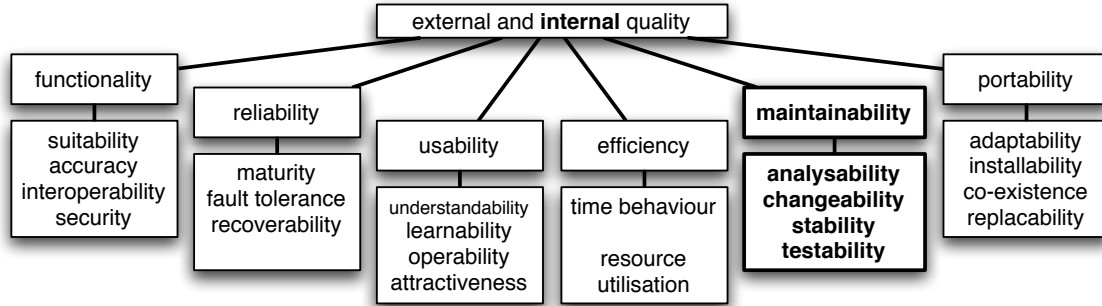 external and internal quality
functionality
suitability
accuracy
interoperability
security
reliability
maturity
fault tolerance
recoverability
usability
understandability
learnability
operability
attractiveness
efficiency
time behaviour
resource
utilisation
maintainability
analysability
changeability
stability
testability
portability
adaptability
installability
co-existence
replacability